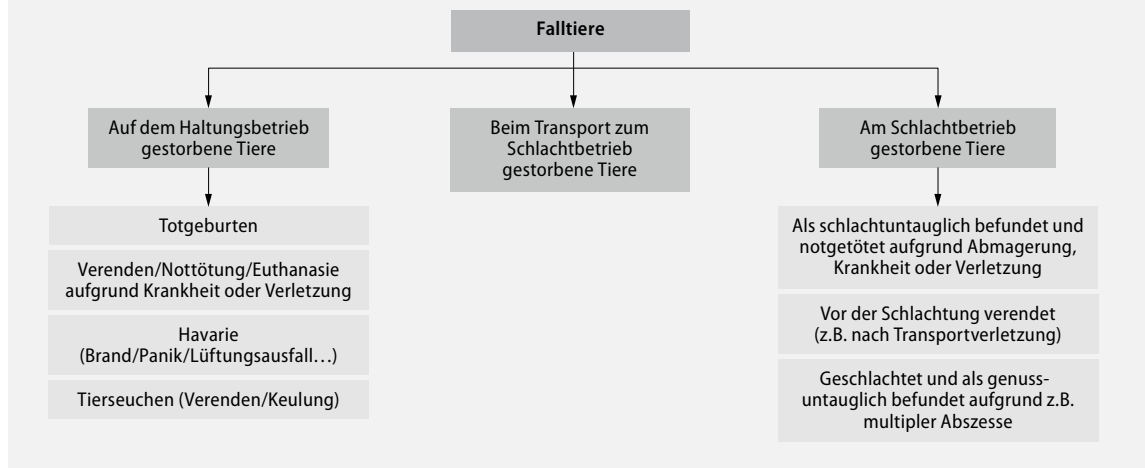 Falltiere
Auf dem Haltungsbetrieb
gestorbene Tiere
Beim Transport zum
Schlachtbetrieb
gestorbene Tiere
Am Schlachtbetrieb
gestorbene Tiere
Totgeburten
Verenden/Nottötung/Euthanasie
aufgrund Krankheit oder Verletzung
Havarie
(Brand/Panik/Lüftungsausfall…)
Tierseuchen (Verenden/Keulung)
Als schlachtuntauglich befundet und
notgetötet aufgrund Abmagerung,
Krankheit oder Verletzung
Vor der Schlachtung verendet
(z.B. nach Transportverletzung)
Geschlachtet und als genuss-
untauglich befundet aufgrund z.B.
multipler Abszesse